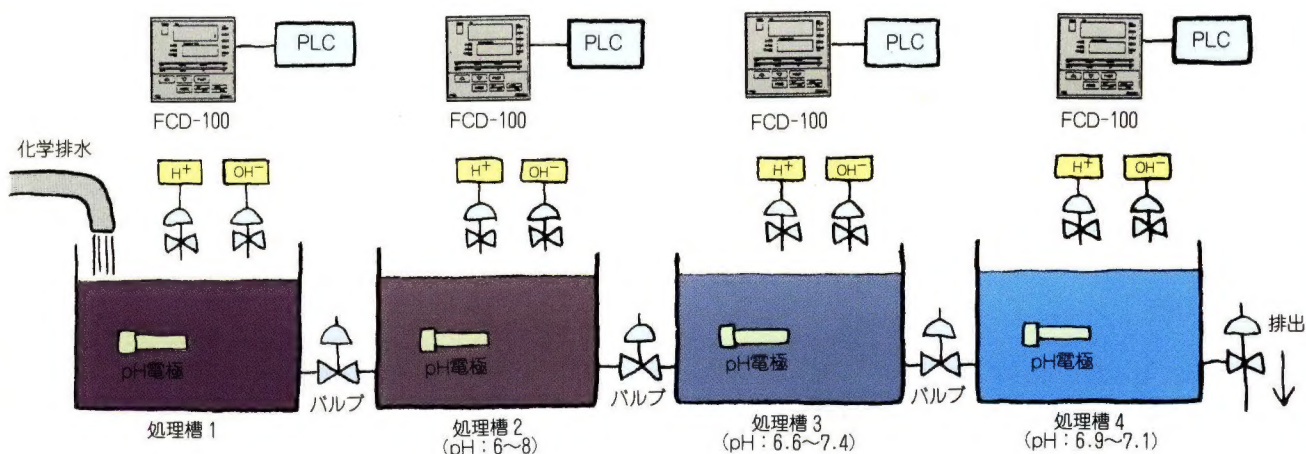 PLC
PLC
PLC
PLC
FCD-100
FCD-100
FCD-100
FCD-100
化学排水
H⁺
OH⁻
H⁺
OH⁻
H⁺
OH⁻
H⁺
OH⁻
pH電極
pH電極
pH電極
pH電極
排出
バルブ
バルブ
バルブ
処理槽1
処理槽2
(pH:6〜8)
処理槽3
(pH:6.6〜7.4)
処理槽4
(pH:6.9〜7.1)